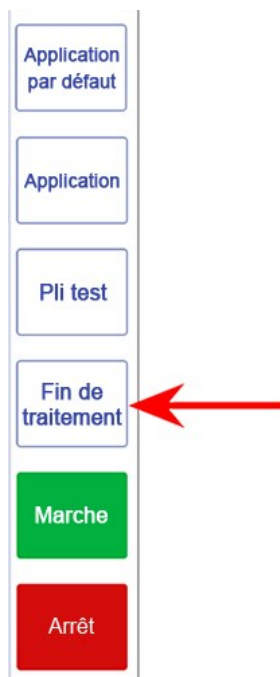 Application
par défaut
Application
Pli test
Fin de
traitement
Marche
Arrêt